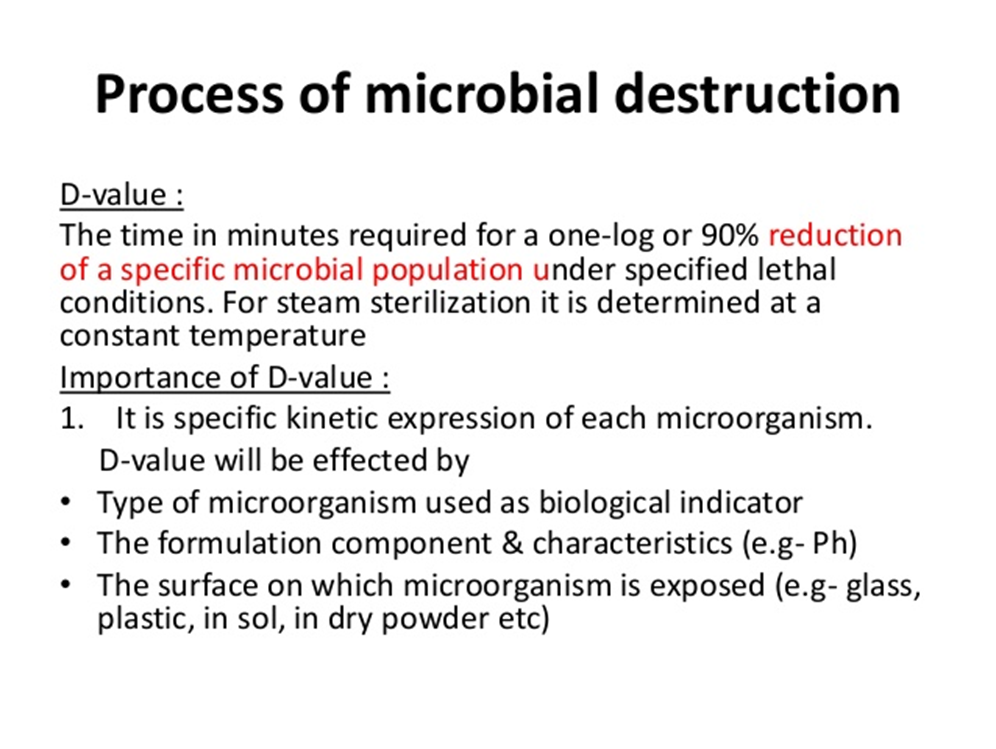 Process of microbial destruction
D-value :
The time in minutes required for a one-log or 90% reduction
of a specific microbial population under specified lethal
conditions. For steam sterilization it is determined at a
constant temperature
Importance of D-value :
1. It is specific kinetic expression of each microorganism.
D-value will be effected by
• Type of microorganism used as biological indicator
• The formulation component & characteristics (e.g- Ph)
• The surface on which microorganism is exposed (e.g- glass,
plastic, in sol, in dry powder etc)